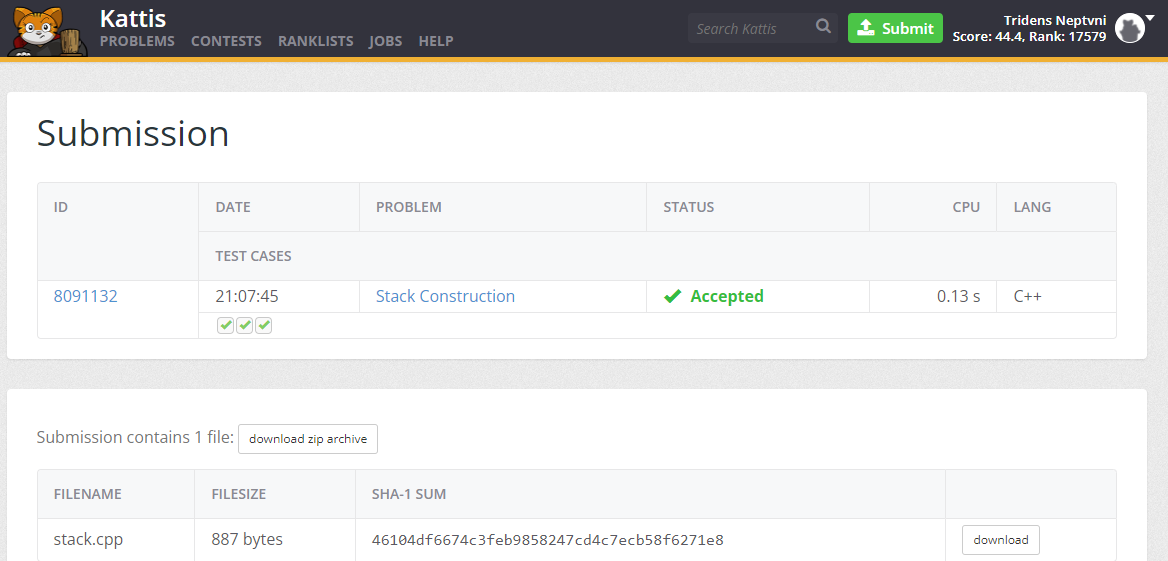 Kattis
PROBLEMS CONTESTS RANKLISTS JOBS HELP
Search Kattis
Submit
Tridens Neptvni
Score: 44.4, Rank: 17579
Submission
ID DATE PROBLEM STATUS CPU LANG
TEST CASES
8091132 21:07:45 Stack Construction Accepted 0.13 s C++
Submission contains 1 file: download zip archive
FILENAME FILESIZE SHA-1 SUM
stack.cpp 887 bytes 46104df6674c3feb9858247cd4c7ecb58f6271e8 download